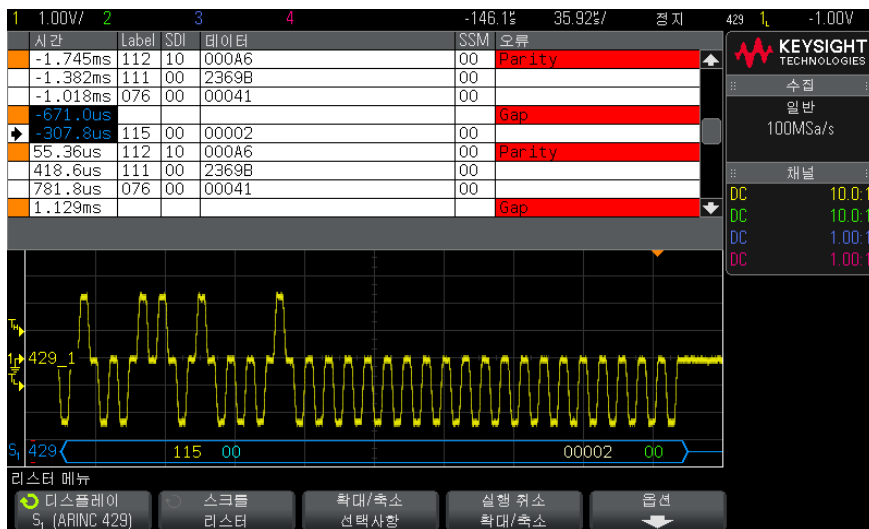 1 1.00V/ 2 3 4 -146.1us 35.92us/ 정지 429 1 -1.00V
시간 Label SDI 데이터 SSM 오류
-1.745ms 112 10 000A6 00 Parity
-1.382ms 111 00 2369B 00
-1.018ms 076 00 00041 00
-671.0us Gap
-307.8us 115 00 00002 00
55.36us 112 10 000A6 00 Parity
418.6us 111 00 2369B 00
781.8us 076 00 00041 00
1.129ms Gap
KEYSIGHT
TECHNOLOGIES
수집
일반
100MSa/s
채널
DC 10.0:1
DC 10.0:1
DC 1.00:1
DC 1.00:1
TH
1 429_1
TL
S1 429 115 00 00002 00
리스터 메뉴
디스플레이
S1 (ARINC 429)
스크롤
리스터
확대/축소
선택사항
실행 취소
확대/축소
옵션